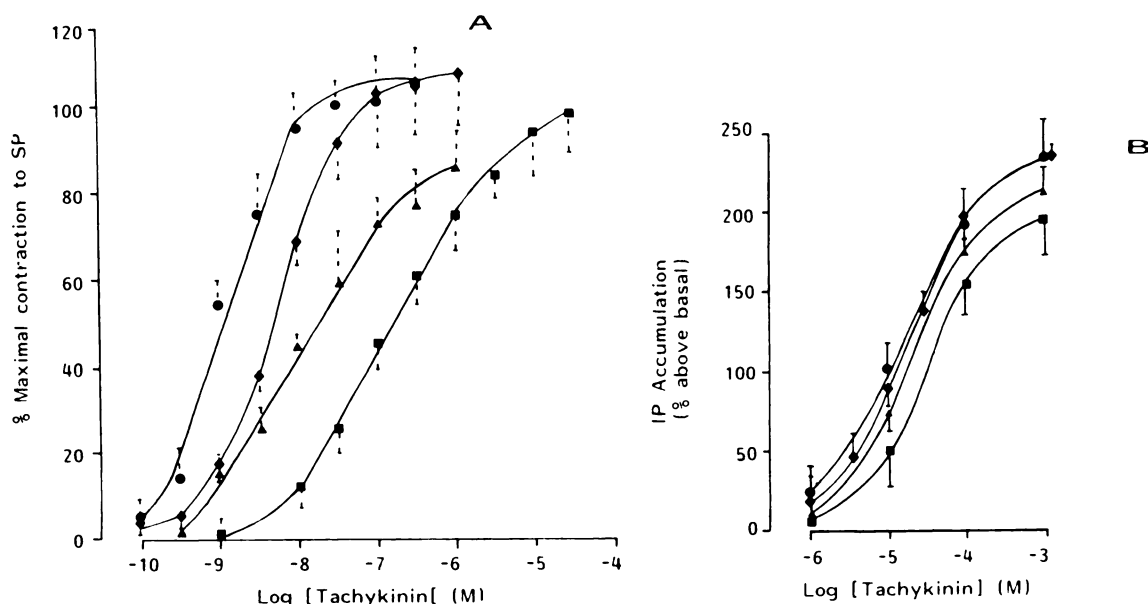 A
120
100
80
60
40
20
0
% Maximal contraction to SP
-10 -9 -8 -7 -6 -5 -4
Log [Tachykinin[ (M)
B
250
200
150
100
50
0
IP Accumulation
(% above basal)
-6 -5 -4 -3
Log [Tachykinin] (M)